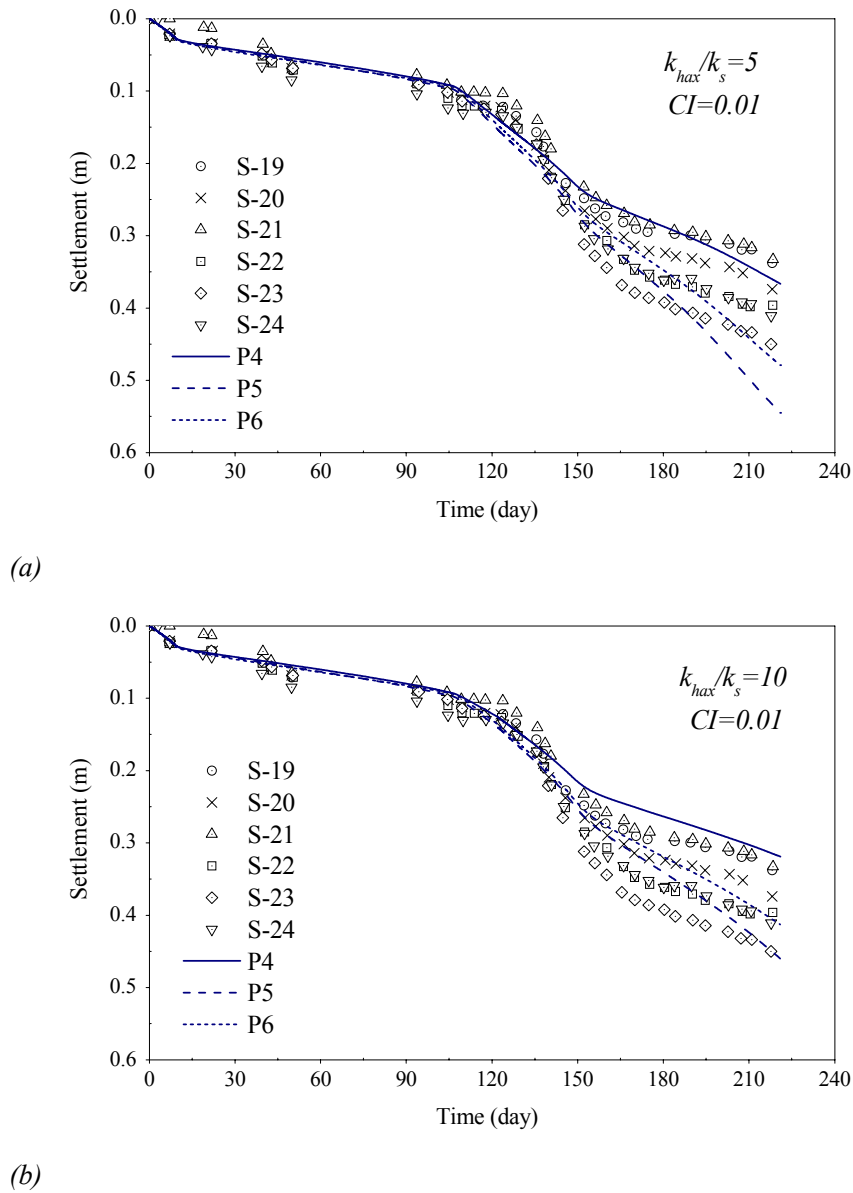 0.0
0.1
0.2
0.3
0.4
0.5
0.6
Settlement (m)
k_hax/k_s=5
CI=0.01
S-19
S-20
S-21
S-22
S-23
S-24
P4
P5
P6
0 30 60 90 120 150 180 210 240
Time (day)
(a)
0.0
0.1
0.2
0.3
0.4
0.5
0.6
Settlement (m)
k_hax/k_s=10
CI=0.01
S-19
S-20
S-21
S-22
S-23
S-24
P4
P5
P6
0 30 60 90 120 150 180 210 240
Time (day)
(b)